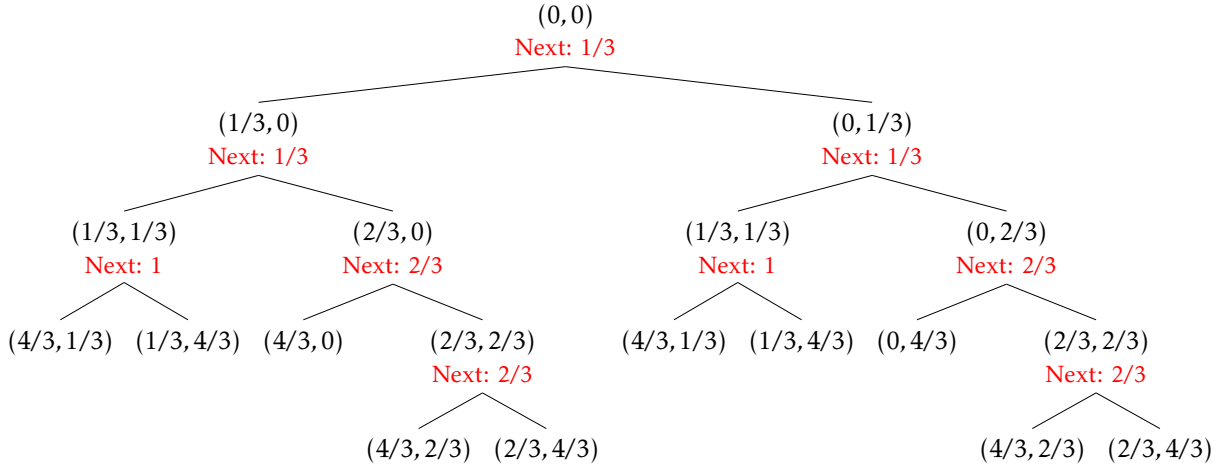 (0, 0)
Next: 1/3
(1/3, 0) (0, 1/3)
Next: 1/3 Next: 1/3
(1/3, 1/3) (2/3, 0) (1/3, 1/3) (0, 2/3)
Next: 1 Next: 2/3 Next: 1 Next: 2/3
(4/3, 1/3) (1/3, 4/3) (4/3, 0) (2/3, 2/3) (4/3, 1/3) (1/3, 4/3) (0, 4/3) (2/3, 2/3)
Next: 2/3 Next: 2/3
(4/3, 2/3) (2/3, 4/3) (4/3, 2/3) (2/3, 4/3)